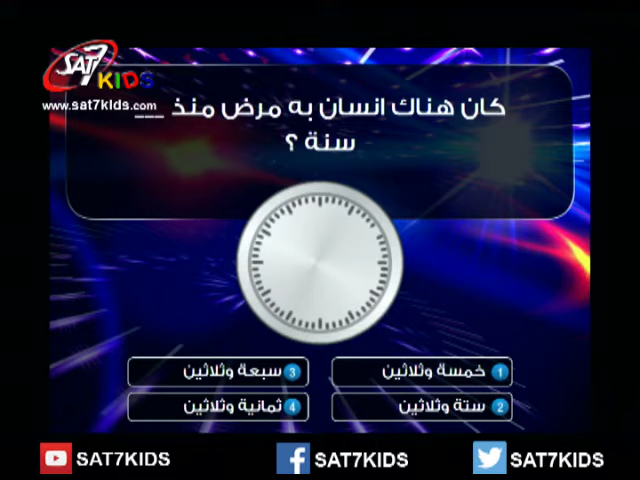 SAT7
KIDS
www.sat7kids.com
كان هناك انسان به مرض منذ ___
سنة ؟
1 خمسة وثلاثين
3 سبعة وثلاثين
2 ستة وثلاثين
4 ثمانية وثلاثين
SAT7KIDS
SAT7KIDS
SAT7KIDS